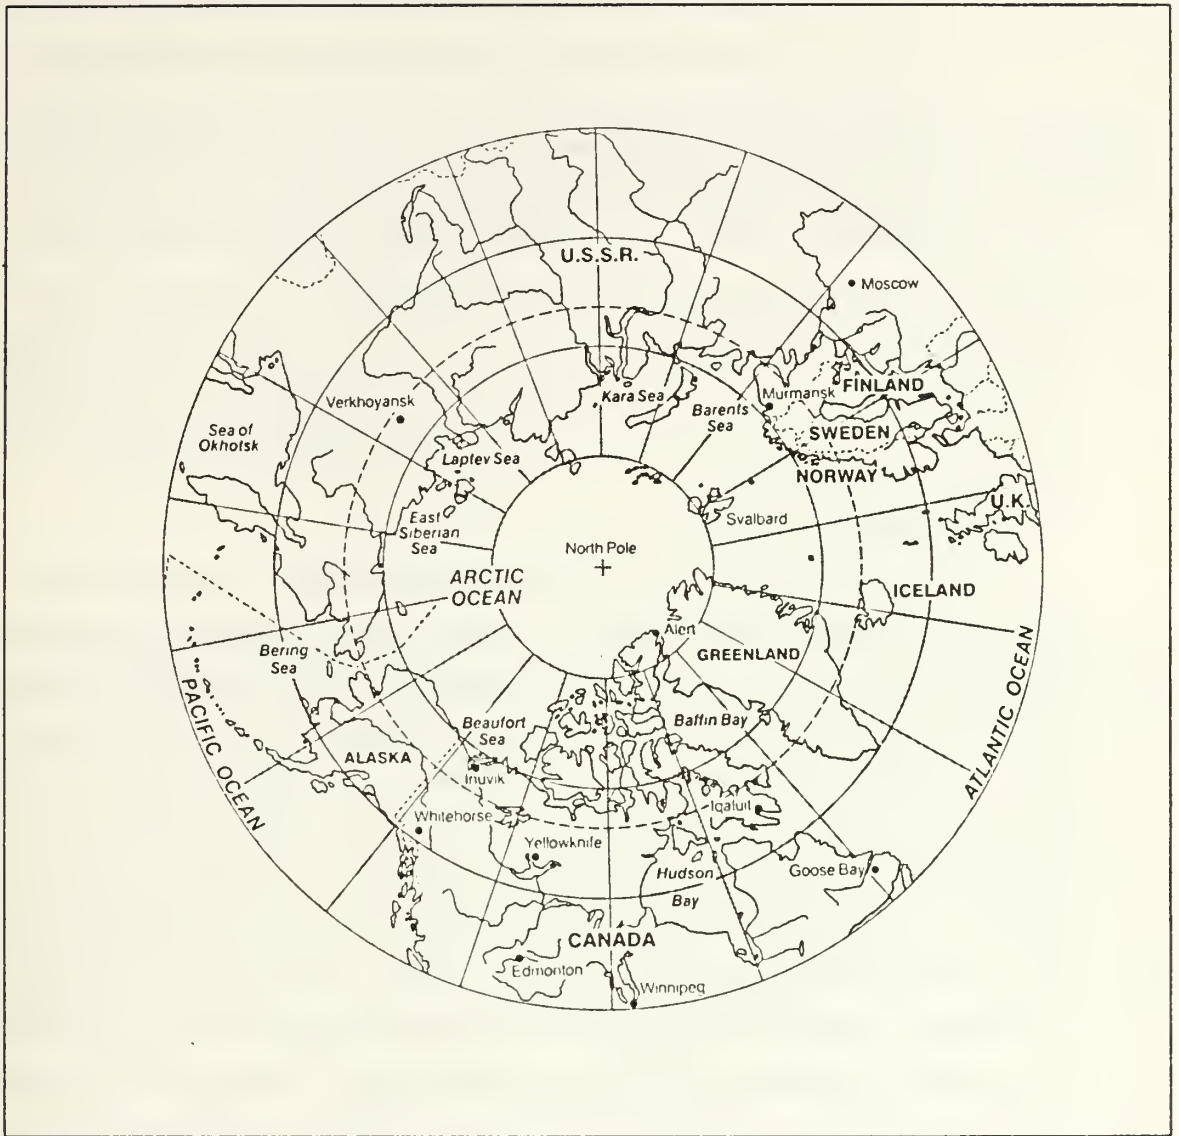 U.S.S.R.
Moscow
Kara Sea
Murmansk
FINLAND
Verkhoyansk
Barents
Sea
SWEDEN
Sea of
Okhotsk
Laptev Sea
NORWAY
U.K.
East
Siberian
Sea
Svalbard
North Pole
ARCTIC
OCEAN
ICELAND
Alert
GREENLAND
Bering
Sea
PACIFIC OCEAN
ATLANTIC OCEAN
Beaufort
Sea
Baffin Bay
ALASKA
Inuvik
Iqaluit
Whitehorse
Yellowknife
Hudson
Bay
Goose Bay
CANADA
Edmonton
Winnipeg